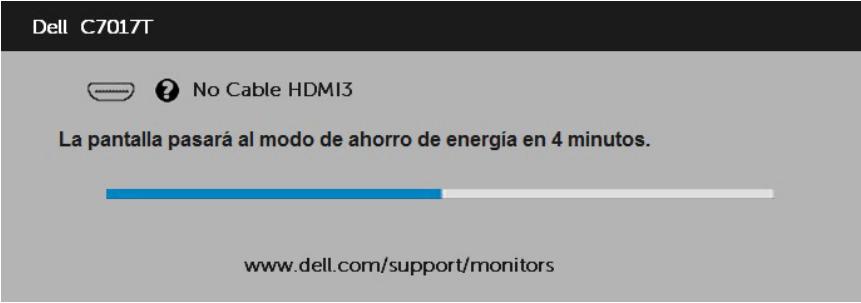 Dell C7017T
? No Cable HDMI3
La pantalla pasará al modo de ahorro de energía en 4 minutos.
www.dell.com/support/monitors